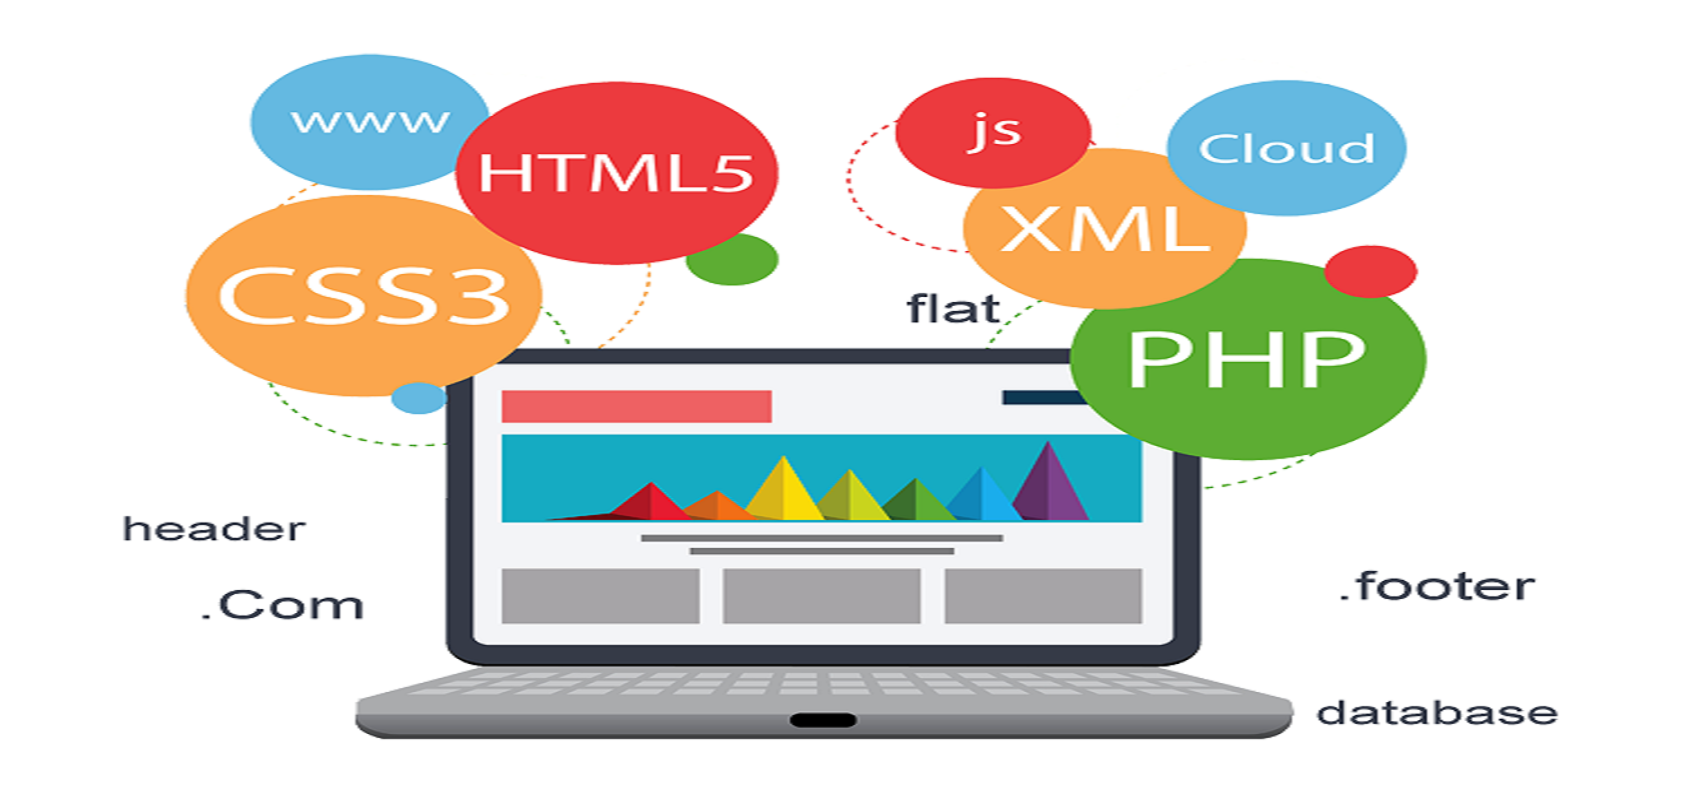 www
HTML5
CSS3
js
Cloud
XML
flat
PHP
header
.Com
.footer
database